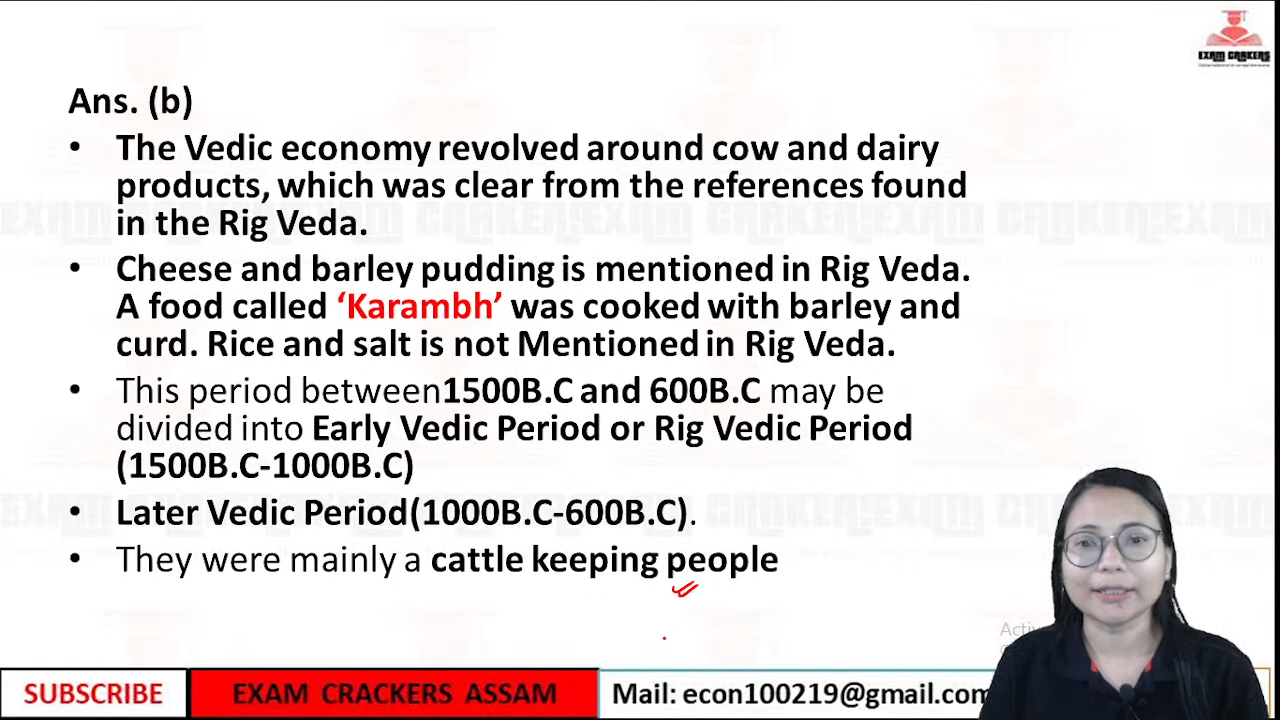 EXAM CRAKERS
Ans. (b)
• The Vedic economy revolved around cow and dairy
products, which was clear from the references found
in the Rig Veda.
• Cheese and barley pudding is mentioned in Rig Veda.
A food called ‘Karambh’ was cooked with barley and
curd. Rice and salt is not Mentioned in Rig Veda.
• This period between1500B.C and 600B.C may be
divided into Early Vedic Period or Rig Vedic Period
(1500B.C-1000B.C)
• Later Vedic Period(1000B.C-600B.C).
• They were mainly a cattle keeping people
SUBSCRIBE EXAM CRACKERS ASSAM Mail: econ100219@gmail.com